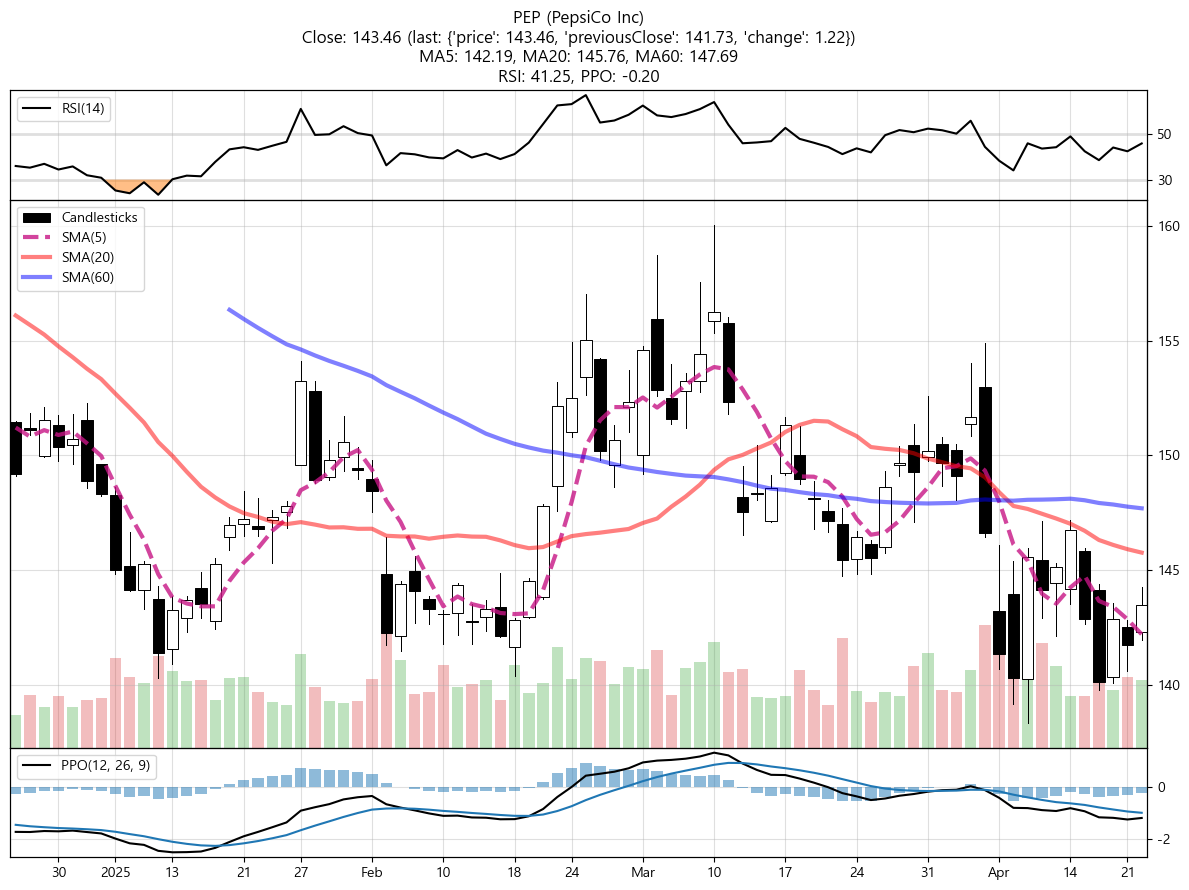 PEP (PepsiCo Inc)
Close: 143.46 (last: {'price': 143.46, 'previousClose': 141.73, 'change': 1.22})
MA5: 142.19, MA20: 145.76, MA60: 147.69
RSI: 41.25, PPO: -0.20
RSI(14)
50
30
Candlesticks
SMA(5)
SMA(20)
SMA(60)
160
155
150
145
140
PPO(12, 26, 9)
0
-2
30 2025 13 21 27 Feb 10 18 24 Mar 10 17 24 31 Apr 14 21